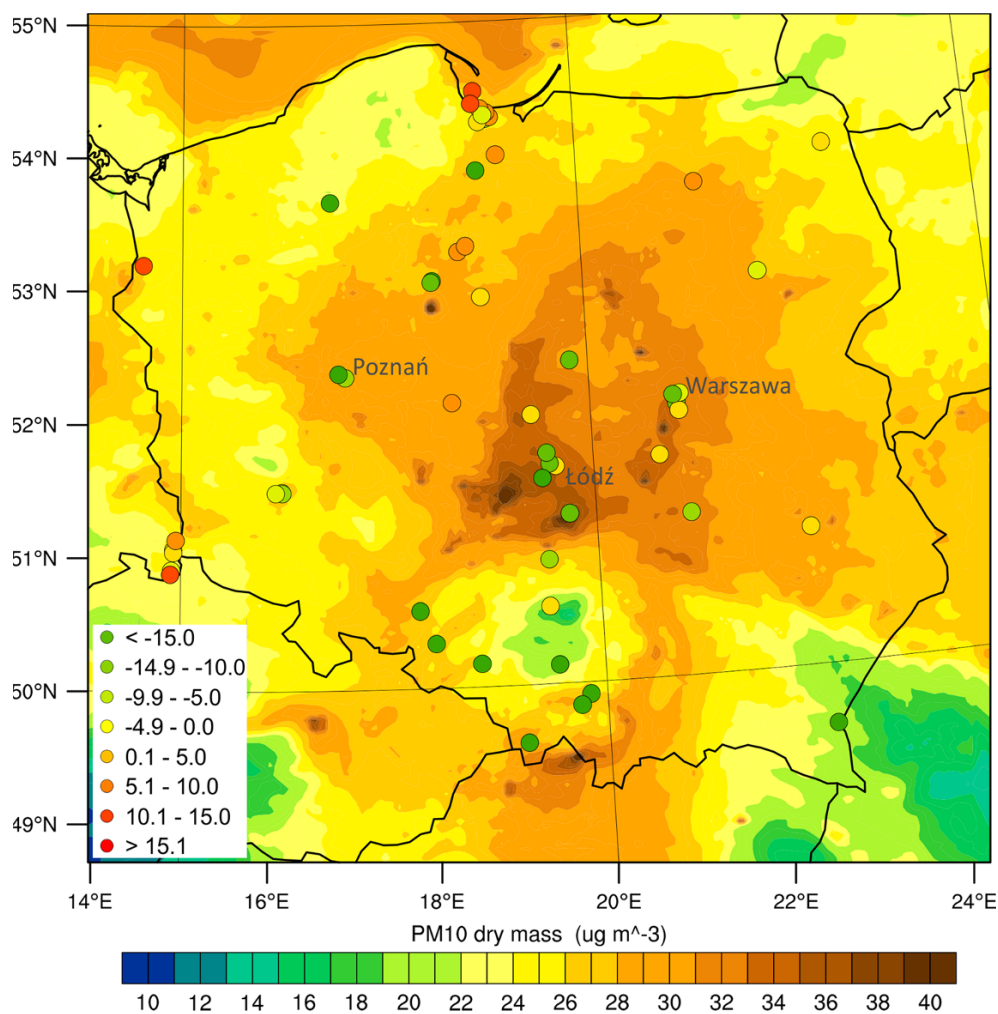 55°N
54°N
53°N
52°N
51°N
50°N
49°N
Poznań
Warszawa
Łódź
< -15.0
-14.9 - -10.0
-9.9 - -5.0
-4.9 - 0.0
0.1 - 5.0
5.1 - 10.0
10.1 - 15.0
> 15.1
14°E 16°E 18°E 20°E 22°E 24°E
PM10 dry mass (ug m^-3)
10 12 14 16 18 20 22 24 26 28 30 32 34 36 38 40